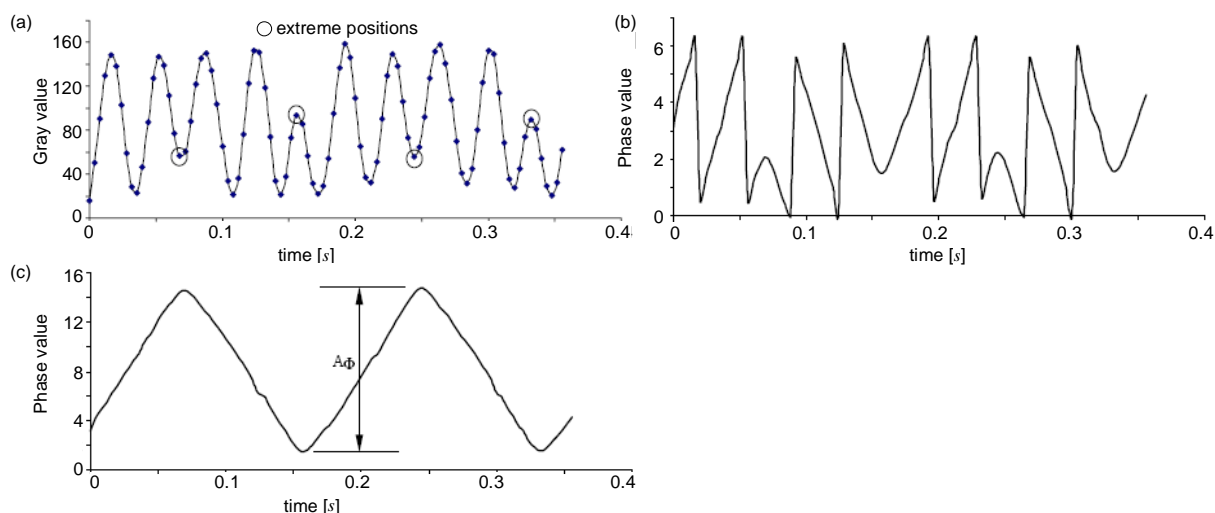 (a)
extreme positions
Gray value
160
120
80
40
0
0
0.1
0.2
0.3
0.4
time [s]
(b)
Phase value
6
4
2
0
0
0.1
0.2
0.3
0.4
time [s]
(c)
Phase value
16
12
8
4
0
AΦ
0
0.1
0.2
0.3
0.4
time [s]